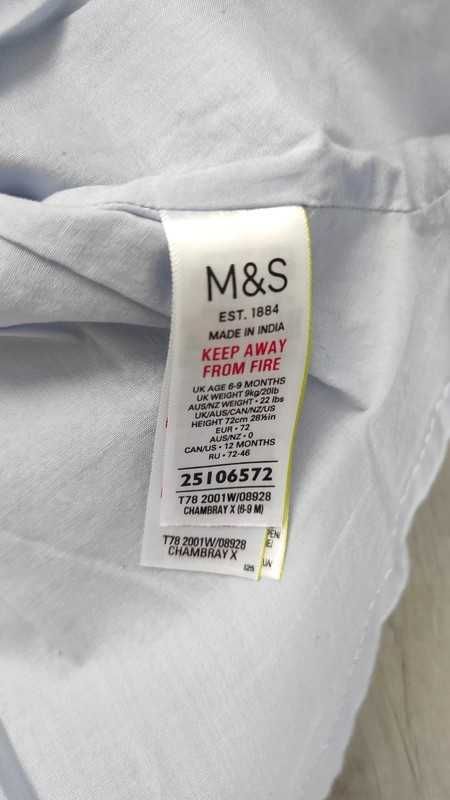 M&S
EST. 1884
MADE IN INDIA
KEEP AWAY
FROM FIRE
UK AGE 6-9 MONTHS
UK WEIGHT 9kg/20lb
AUS/NZ WEIGHT • 22 lbs
UK/AUS/CAN/NZ/US
HEIGHT 72cm 28½in
EUR • 72
AUS/NZ • 0
CAN/US • 12 MONTHS
RU • 72-46
25106572
T78 2001W/08928
CHAMBRAY X (6-9 M)
T78 2001W/08928
CHAMBRAY X